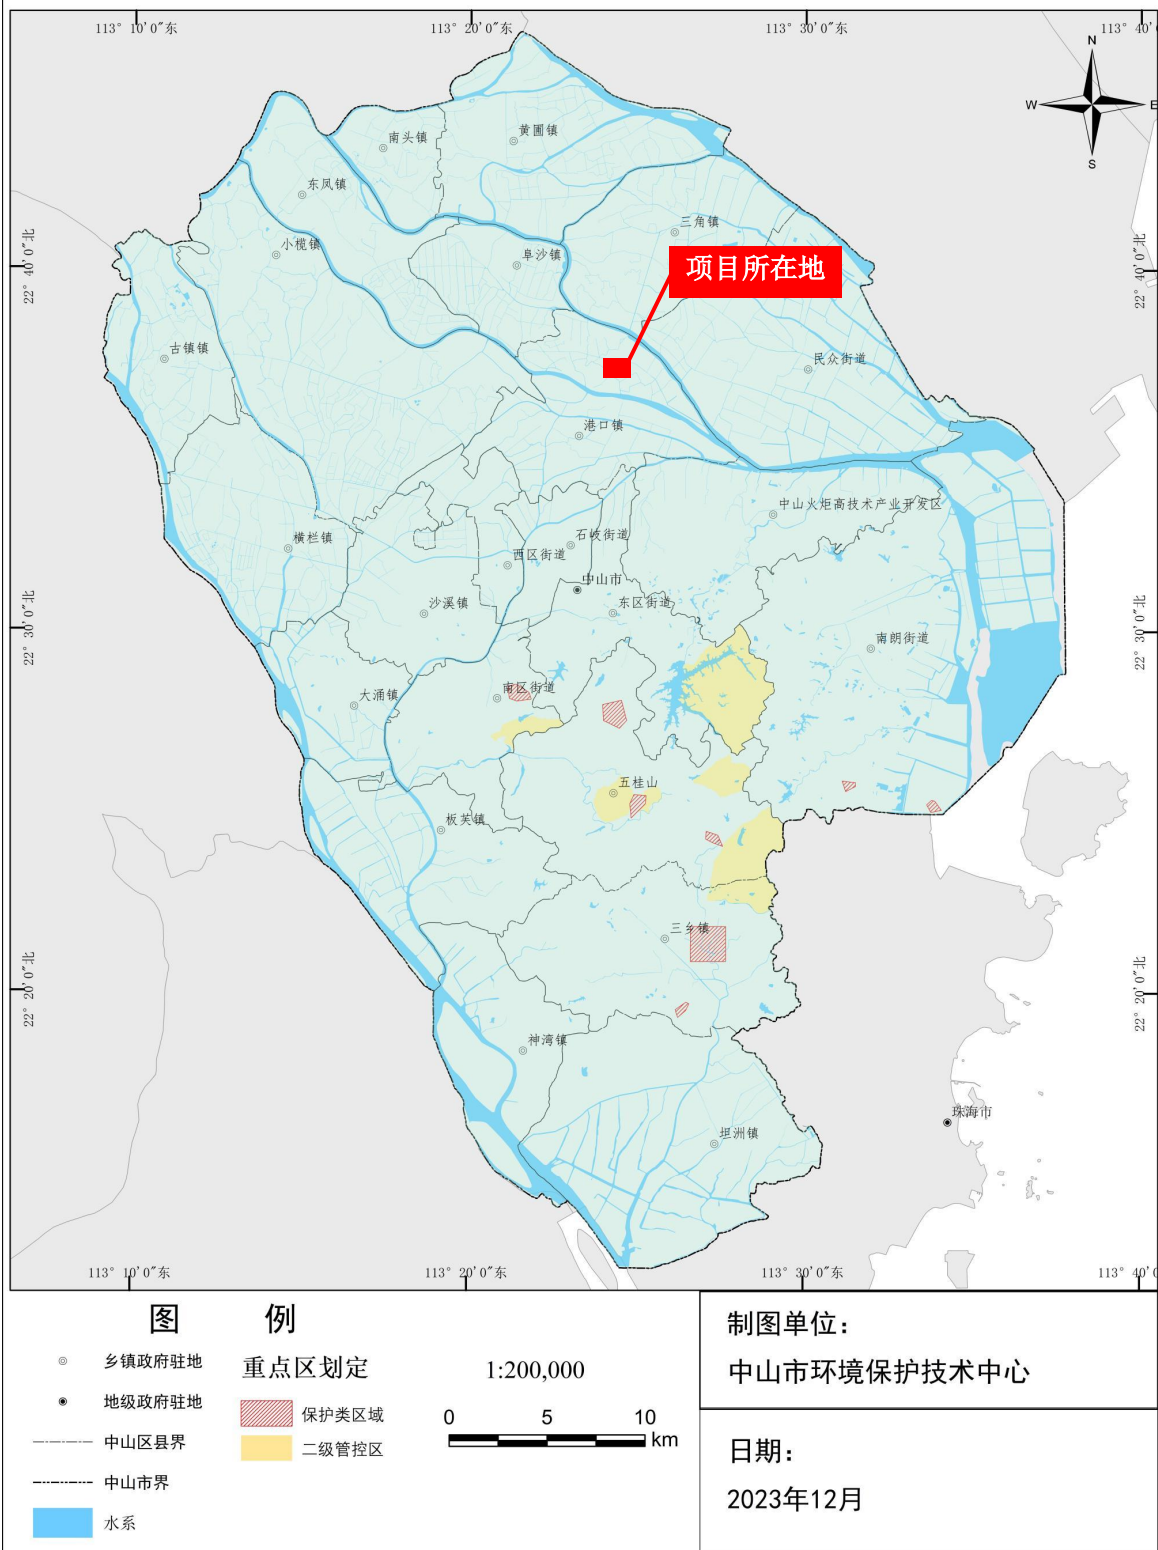 113° 10′0″东
113° 20′0″东
113° 30′0″东
113° 40′0
N
W
E
S
南头镇
黄圃镇
东凤镇
三角镇
小榄镇
阜沙镇
22° 40′0″北
22° 40′0″北
项目所在地
古镇镇
民众街道
港口镇
中山火炬高技术产业开发区
横栏镇
石岐街道
西区街道
中山市
沙溪镇
东区街道
22° 30′0″北
22° 30′0″北
南朗街道
大涌镇
南区街道
五桂山
板芙镇
三乡镇
22° 20′0″北
22° 20′0″北
神湾镇
珠海市
坦洲镇
113° 10′0″东
113° 20′0″东
113° 30′0″东
113° 40′0
图 例
乡镇政府驻地
地级政府驻地
中山区县界
中山市界
水系
重点区划定
保护类区域
二级管控区
1:200,000
0 5 10
km
制图单位：
中山市环境保护技术中心
日期：
2023年12月